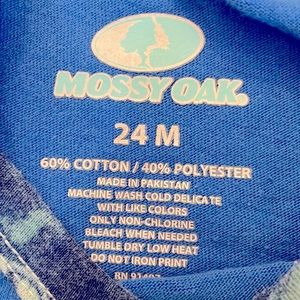 MOSSY OAK.
24 M
60% COTTON / 40% POLYESTER
MADE IN PAKISTAN
MACHINE WASH COLD DELICATE
WITH LIKE COLORS
ONLY NON-CHLORINE
BLEACH WHEN NEEDED
TUMBLE DRY LOW HEAT
DO NOT IRON PRINT
RN